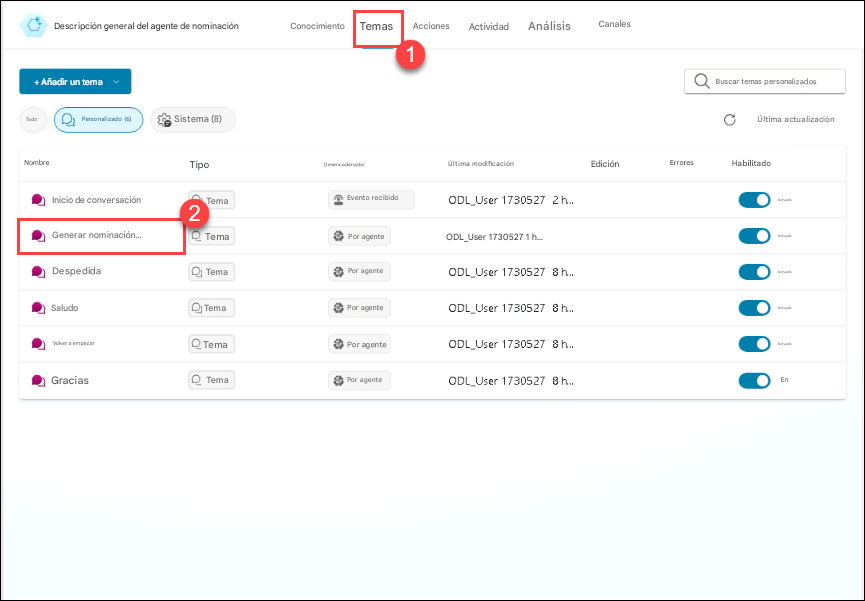 Descripción general del agente de nominación Conocimiento Temas Acciones Actividad Análisis Canales
1
+ Añadir un tema
Buscar temas personalizados
Todo Personalizado (6) Sistema (8) Última actualización
Nombre Tipo Desencadenador Última modificación Edición Errores Habilitado
Inicio de conversación Tema Evento recibido ODL_User 1730527 2 h... Activado
2
Generar nominación... Tema Por agente ODL_User 1730527 1 h... Activado
Despedida Tema Por agente ODL_User 1730527 8 h... Activado
Saludo Tema Por agente ODL_User 1730527 8 h... Activado
Volver a empezar Tema Por agente ODL_User 1730527 8 h... Activado
Gracias Tema Por agente ODL_User 1730527 8 h... En